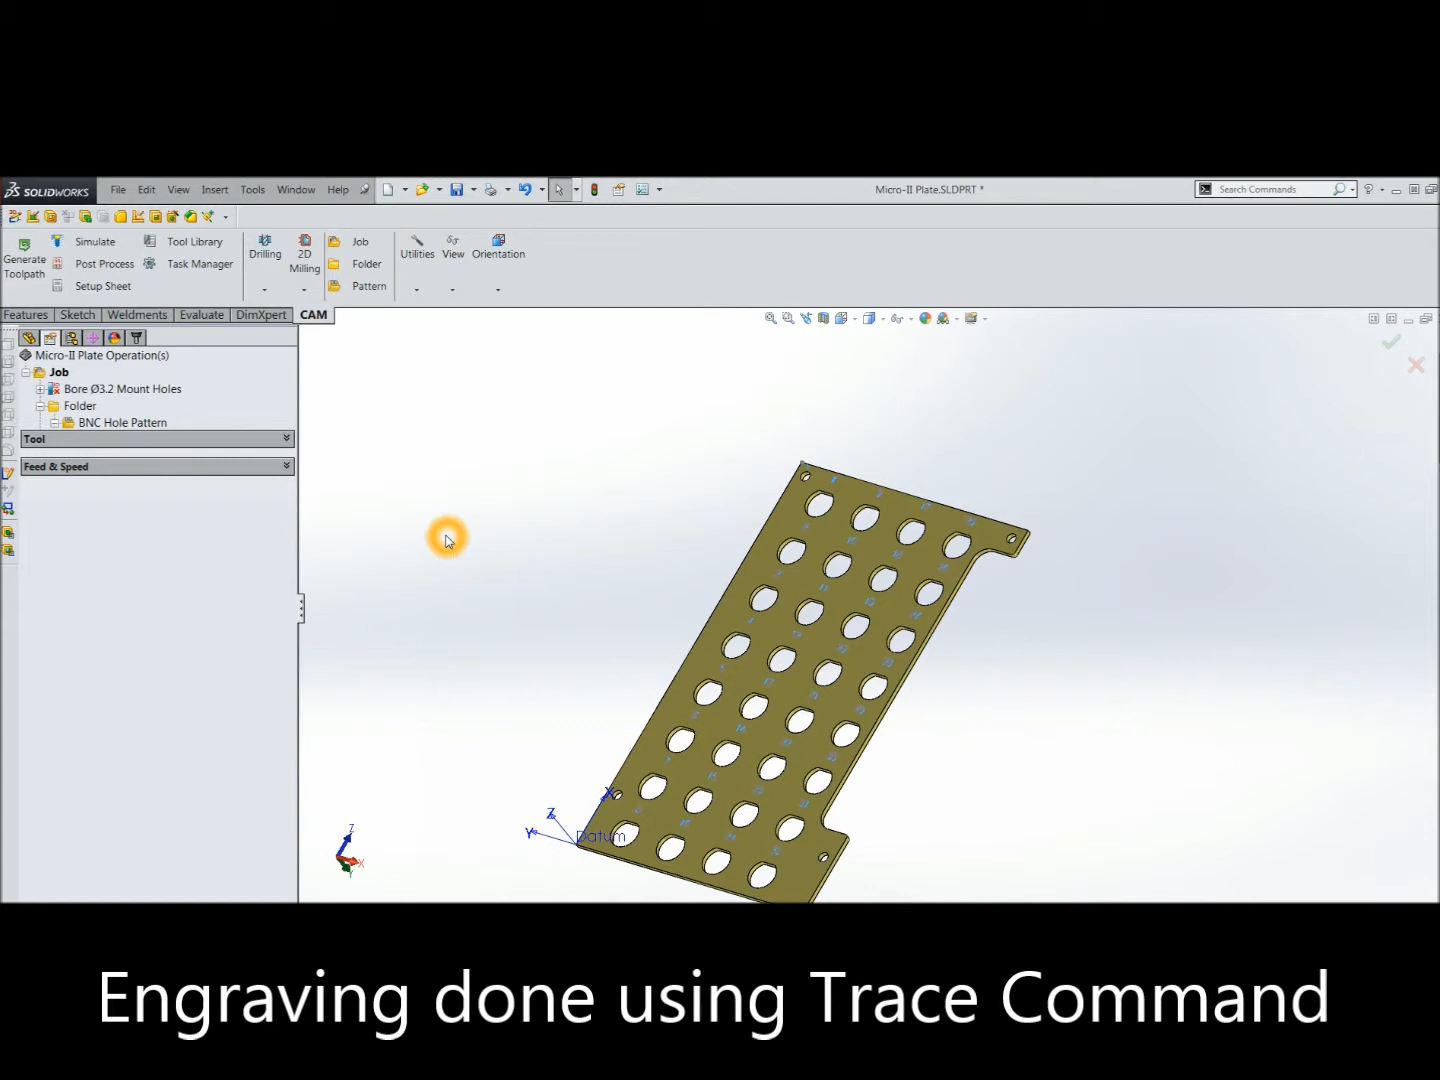 SOLIDWORKS File Edit View Insert Tools Window Help Micro-II Plate.SLDPRT * Search Commands
Generate Toolpath
Simulate
Post Process
Setup Sheet
Tool Library
Task Manager
Drilling
2D Milling
Job
Folder
Pattern
Utilities
View
Orientation
Features Sketch Weldments Evaluate DimXpert CAM
Micro-II Plate Operation(s)
Job
Bore Ø3.2 Mount Holes
Folder
BNC Hole Pattern
Tool
Feed & Speed
X
Z
Y
Datum
Z
X
Y
Engraving done using Trace Command